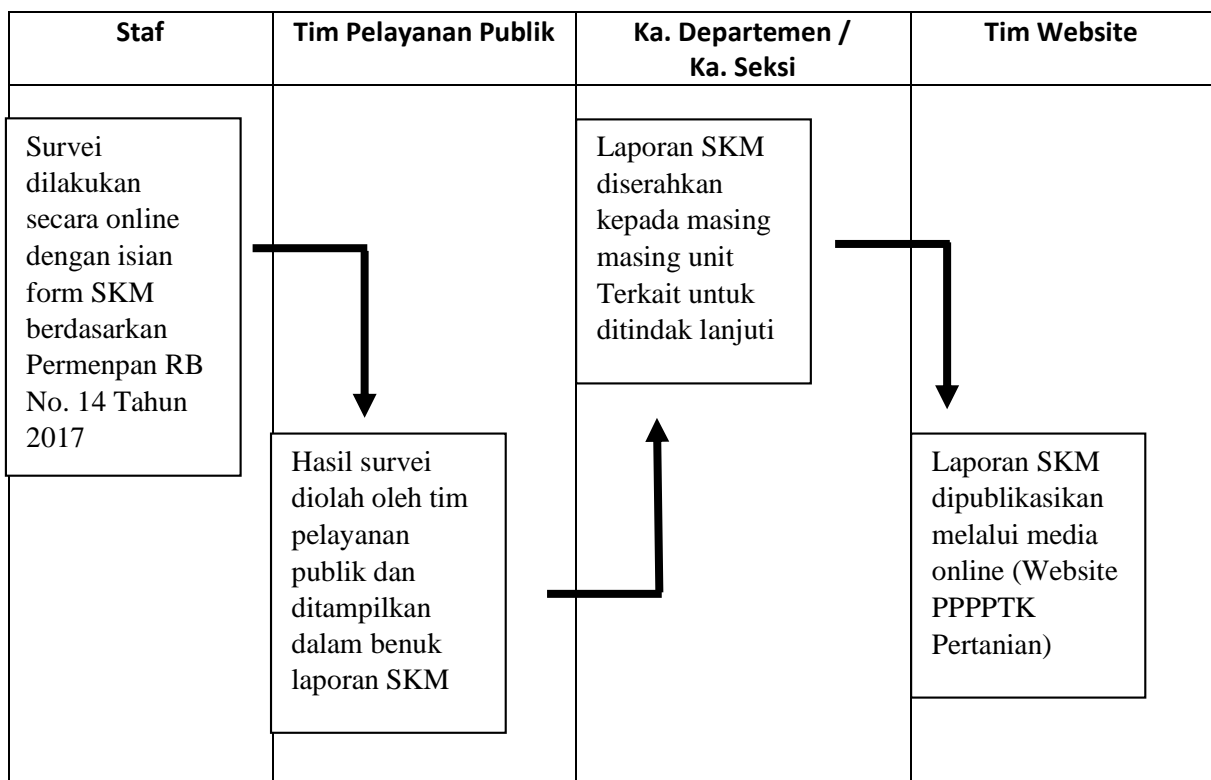 Staf
Tim Pelayanan Publik
Ka. Departemen /
Ka. Seksi
Tim Website
Survei
dilakukan
secara online
dengan isian
form SKM
berdasarkan
Permenpan RB
No. 14 Tahun
2017
Hasil survei
diolah oleh tim
pelayanan
publik dan
ditampilkan
dalam benuk
laporan SKM
Laporan SKM
diserahkan
kepada masing
masing unit
Terkait untuk
ditindak lanjuti
Laporan SKM
dipublikasikan
melalui media
online (Website
PPPPTK
Pertanian)